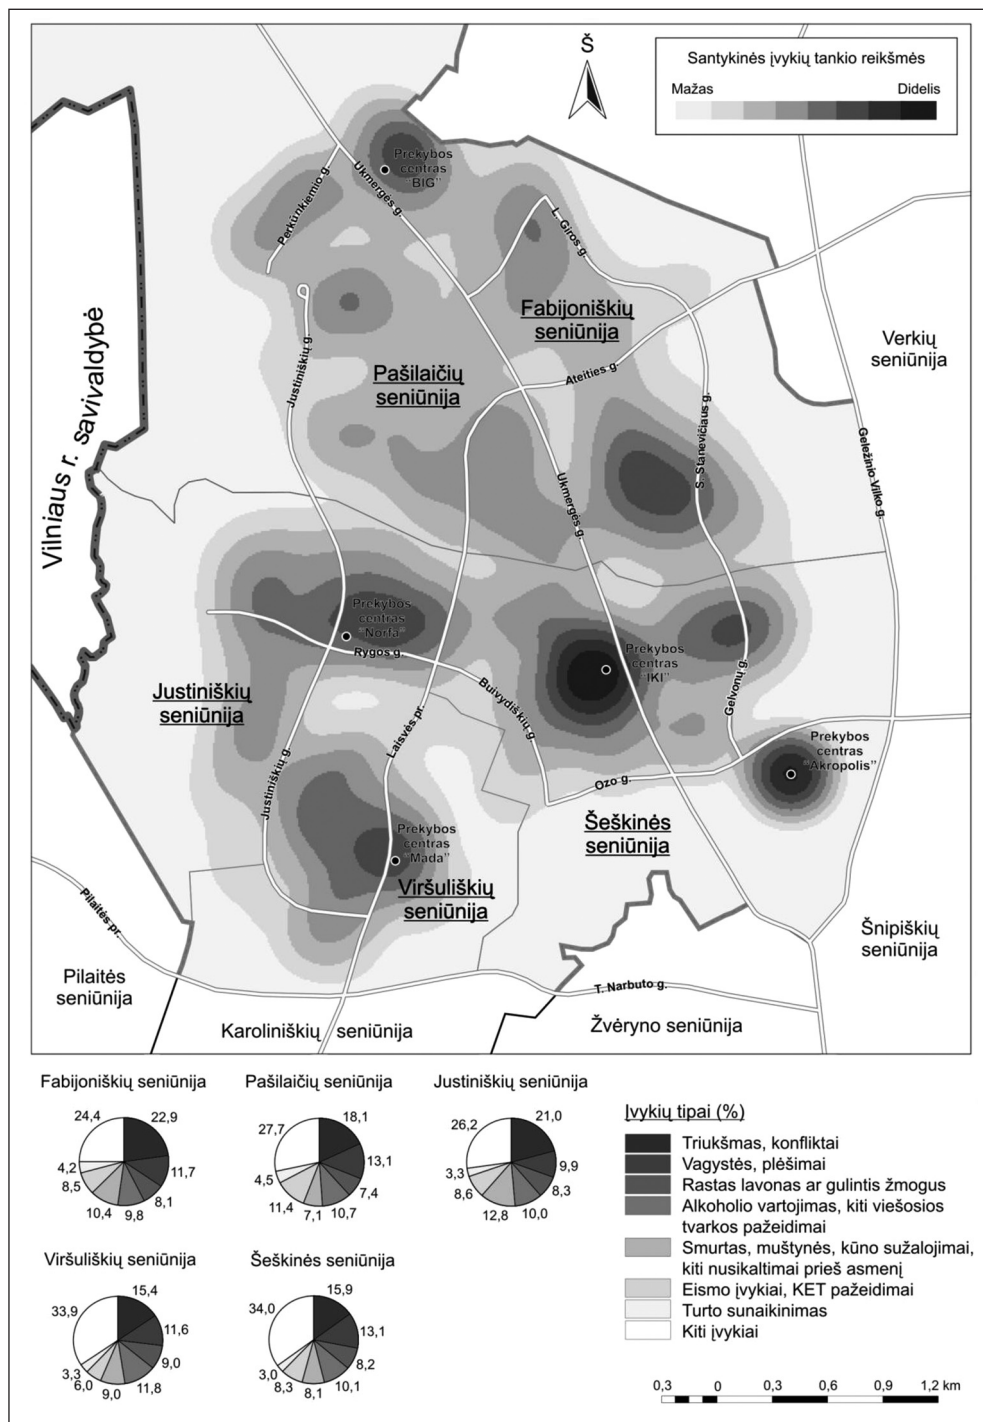 Š
Santykinės įvykių tankio reikšmės
Mažas
Didelis
Prekybos
centras
"BIG"
Perkūnkiemio g.
Ukmergės g.
L. Giros g.
Fabijoniškių
seniūnija
Verkių
seniūnija
Vilniaus r. savivaldybė
Justiniškių g.
Pašilaičių
seniūnija
Ateities g.
S. Stanevičiaus g.
Geležinio Vilko g.
Ukmergės g.
Prekybos
centras
"Norfa"
Rygos g.
Prekybos
centras
"IKI"
Justiniškių
seniūnija
Buivydiškių g.
Gelvonų g.
Laisvės pr.
Justiniškių g.
Prekybos
centras
"Akropolis"
Ozo g.
Šeškinės
seniūnija
Prekybos
centras
"Mada"
Viršuliškių
seniūnija
Pilaitės pr.
Šnipiškių
seniūnija
Pilaitės
seniūnija
T. Narbuto g.
Karoliniškių seniūnija
Žvėryno seniūnija
Fabijoniškių seniūnija
24,4
22,9
11,7
8,1
9,8
10,4
8,5
4,2
Pašilaičių seniūnija
27,7
18,1
13,1
7,4
10,7
7,1
11,4
4,5
Justiniškių seniūnija
26,2
21,0
9,9
8,3
10,0
12,8
8,6
3,3
Viršuliškių seniūnija
33,9
15,4
11,6
9,0
11,8
9,0
6,0
3,3
Šeškinės seniūnija
34,0
15,9
13,1
8,2
10,1
8,1
8,3
3,0
Įvykių tipai (%)
Triukšmas, konfliktai
Vagystės, plėšimai
Rastas lavonas ar gulintis žmogus
Alkoholio vartojimas, kiti viešosios
tvarkos pažeidimai
Smurtas, muštynės, kūno sužalojimai,
kiti nusikaltimai prieš asmenį
Eismo įvykiai, KET pažeidimai
Turto sunaikinimas
Kiti įvykiai
0,3 0 0,3 0,6 0,9 1,2 km